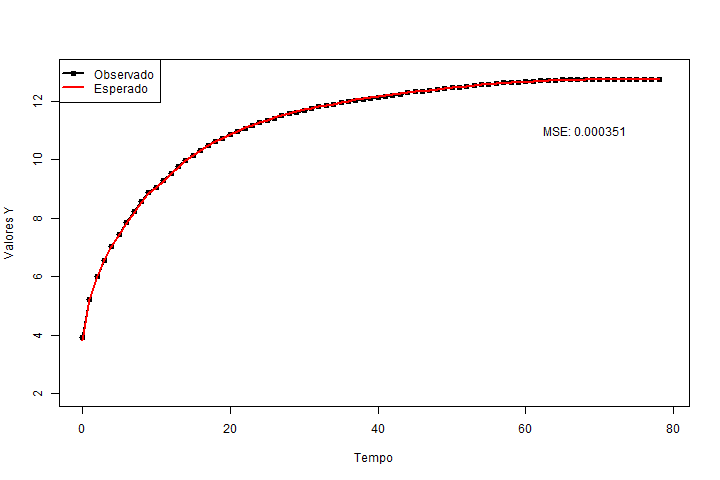 Observado
Esperado
MSE: 0.000351
Valores Y
12
10
8
6
4
2
0 20 40 60 80
Tempo